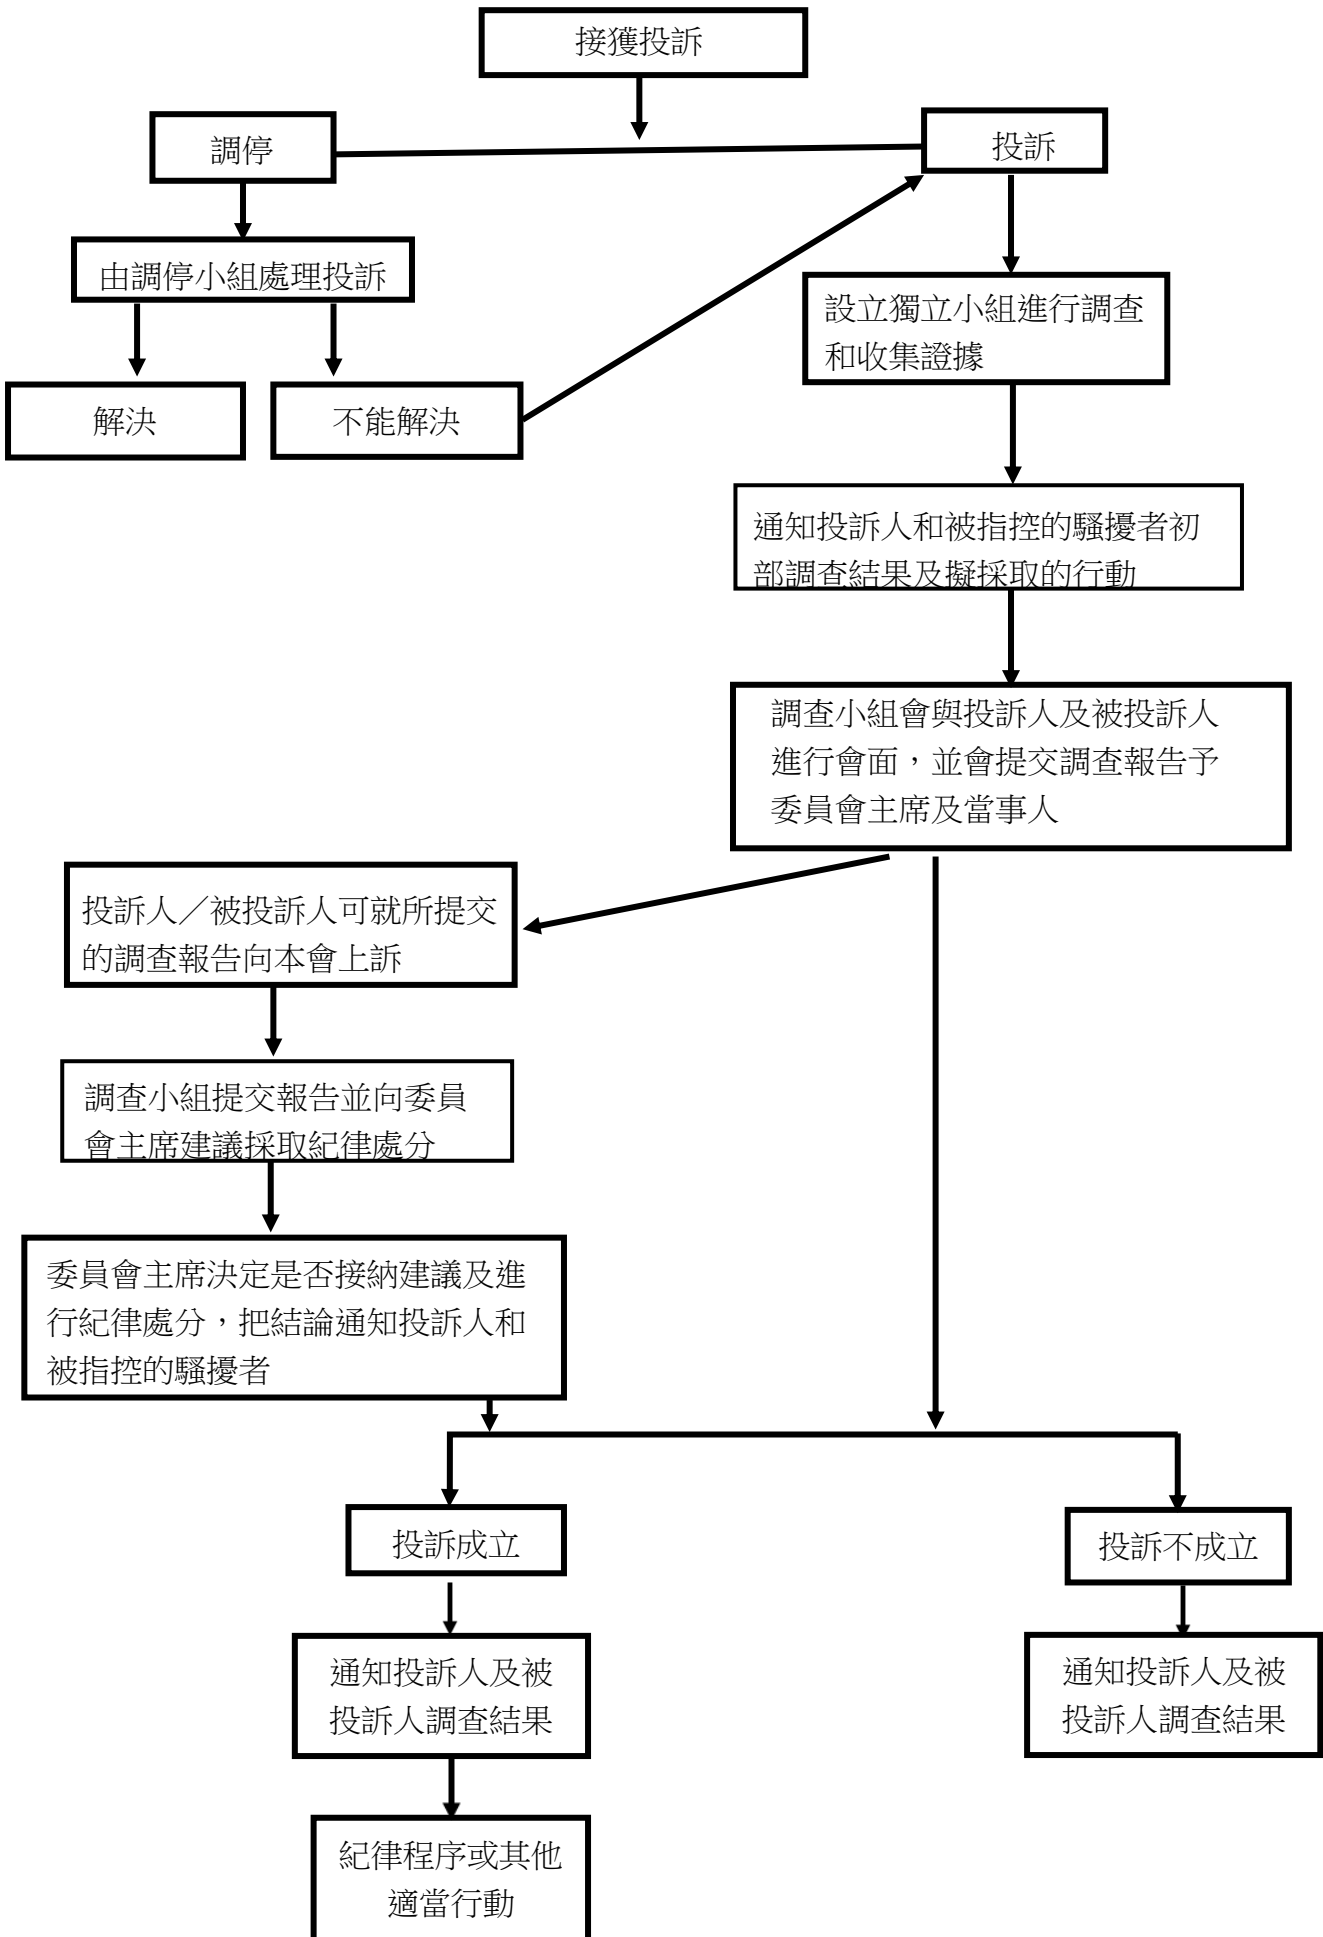 接獲投訴
調停
投訴
由調停小組處理投訴
設立獨立小組進行調查
和收集證據
解決
不能解決
通知投訴人和被指控的騷擾者初
部調查結果及擬採取的行動
調查小組會與投訴人及被投訴人
進行會面，並會提交調查報告予
委員會主席及當事人
投訴人／被投訴人可就所提交
的調查報告向本會上訴
調查小組提交報告並向委員
會主席建議採取紀律處分
委員會主席決定是否接納建議及進
行紀律處分，把結論通知投訴人和
被指控的騷擾者
投訴成立
投訴不成立
通知投訴人及被
投訴人調查結果
通知投訴人及被
投訴人調查結果
紀律程序或其他
適當行動